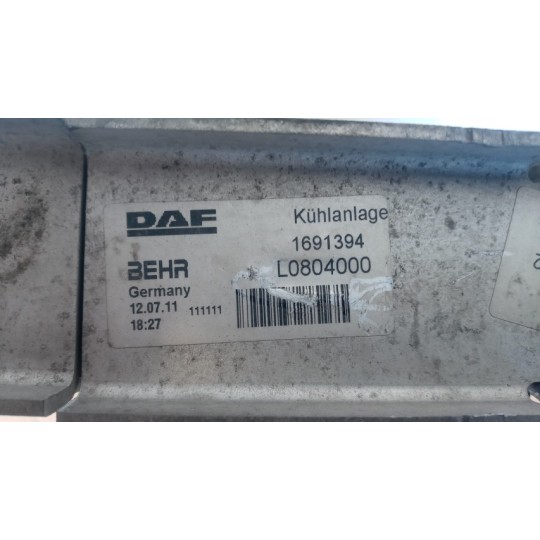 DAF Kühlanlage
1691394
BEHR L0804000
Germany
12.07.11 111111
18:27